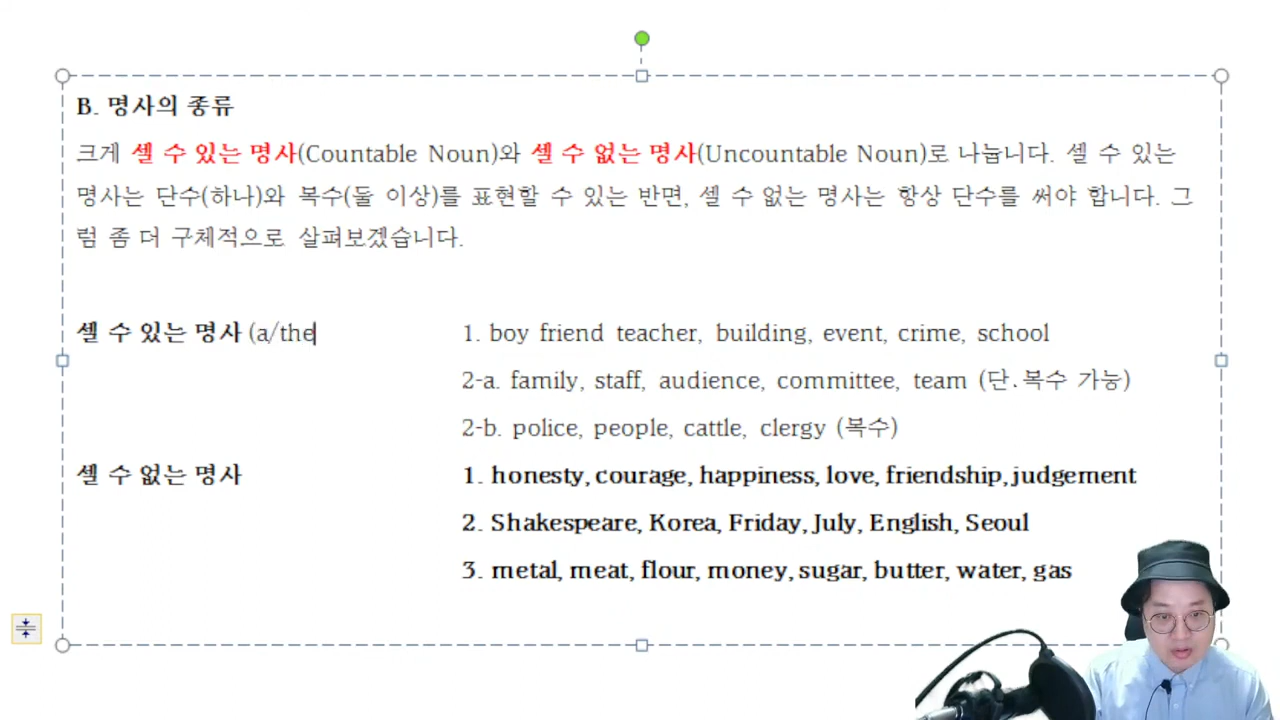 B. 명사의 종류
크게 셀 수 있는 명사(Countable Noun)와 셀 수 없는 명사(Uncountable Noun)로 나눕니다. 셀 수 있는
명사는 단수(하나)와 복수(둘 이상)를 표현할 수 있는 반면, 셀 수 없는 명사는 항상 단수를 써야 합니다. 그
럼 좀 더 구체적으로 살펴보겠습니다.
셀 수 있는 명사 (a/the 1. boy friend teacher, building, event, crime, school
2-a. family, staff, audience, committee, team (단.복수 가능)
2-b. police, people, cattle, clergy (복수)
셀 수 없는 명사 1. honesty, courage, happiness, love, friendship, judgement
2. Shakespeare, Korea, Friday, July, English, Seoul
3. metal, meat, flour, money, sugar, butter, water, gas